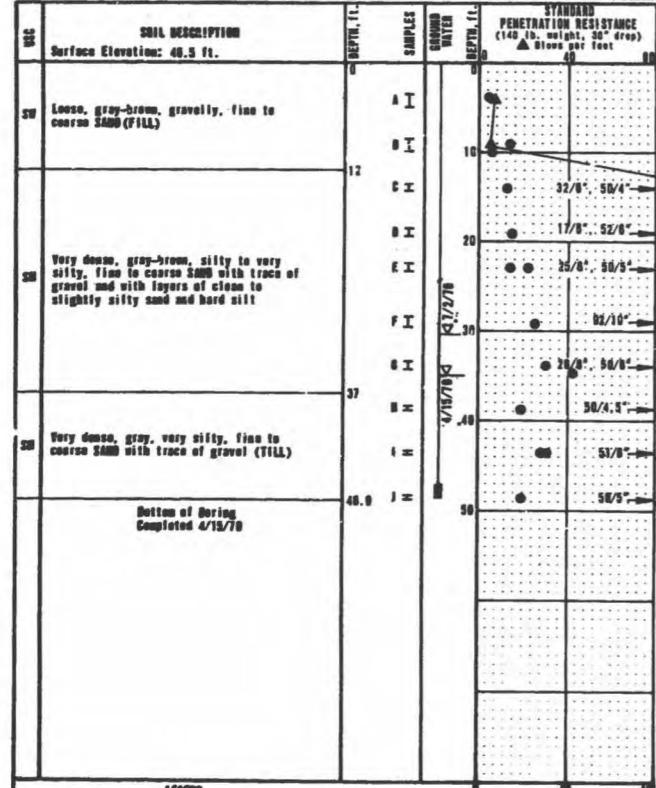 USC
SOIL DESCRIPTION
Surface Elevation: 48.5 ft.
DEPTH, ft.
SAMPLES
GROUND WATER
DEPTH, ft.
STANDARD
PENETRATION RESISTANCE
(140 lb. weight, 30" drop)
▲ Blows per foot
0
40
80
0
0
SW
Loose, gray-brown, gravelly, fine to
coarse SAND (FILL)
A
B
10
12
C
32/6", 50/4"
SM
Very dense, gray-brown, silty to very
silty, fine to coarse SAND with trace of
gravel and with layers of clean to
slightly silty sand and hard silt
D
17/6", 52/6"
20
E
25/6", 50/5"
F
7/2/70
92/10"
30
G
4/15/70
50/6"
37
H
50/4.5"
40
SM
Very dense, gray, very silty, fine to
coarse SAND with trace of gravel (TILL)
I
51/6"
J
50/5"
50
Bottom of Boring
Completed 4/15/70